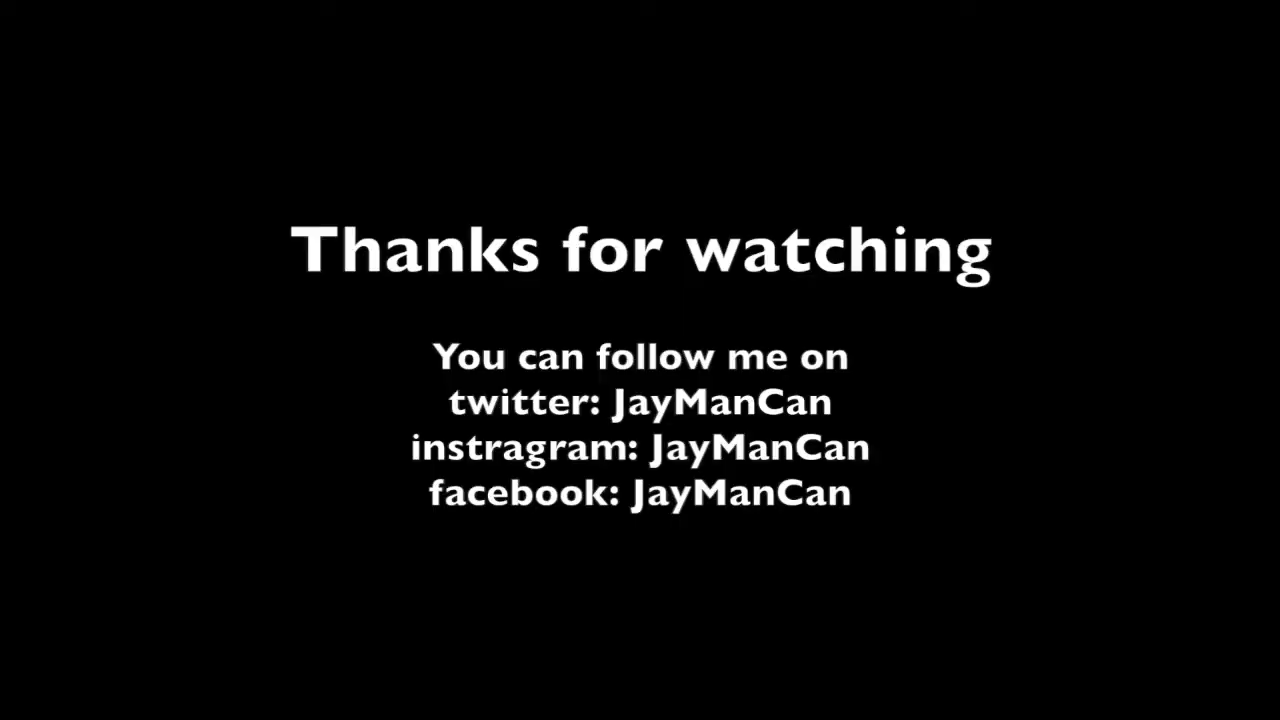 Thanks for watching
You can follow me on
twitter: JayManCan
instragram: JayManCan
facebook: JayManCan